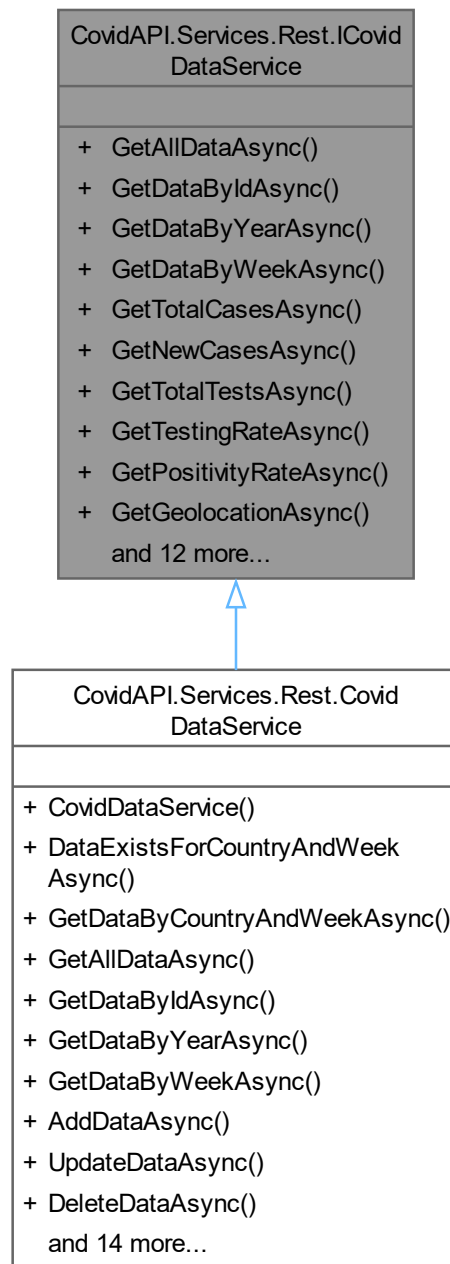 CovidAPI.Services.Rest.ICovid
DataService
+ GetAllDataAsync()
+ GetDataByIdAsync()
+ GetDataByYearAsync()
+ GetDataByWeekAsync()
+ GetTotalCasesAsync()
+ GetNewCasesAsync()
+ GetTotalTestsAsync()
+ GetTestingRateAsync()
+ GetPositivityRateAsync()
+ GetGeolocationAsync()
and 12 more...
CovidAPI.Services.Rest.Covid
DataService
+ CovidDataService()
+ DataExistsForCountryAndWeek
Async()
+ GetDataByCountryAndWeekAsync()
+ GetAllDataAsync()
+ GetDataByIdAsync()
+ GetDataByYearAsync()
+ GetDataByWeekAsync()
+ AddDataAsync()
+ UpdateDataAsync()
+ DeleteDataAsync()
and 14 more...